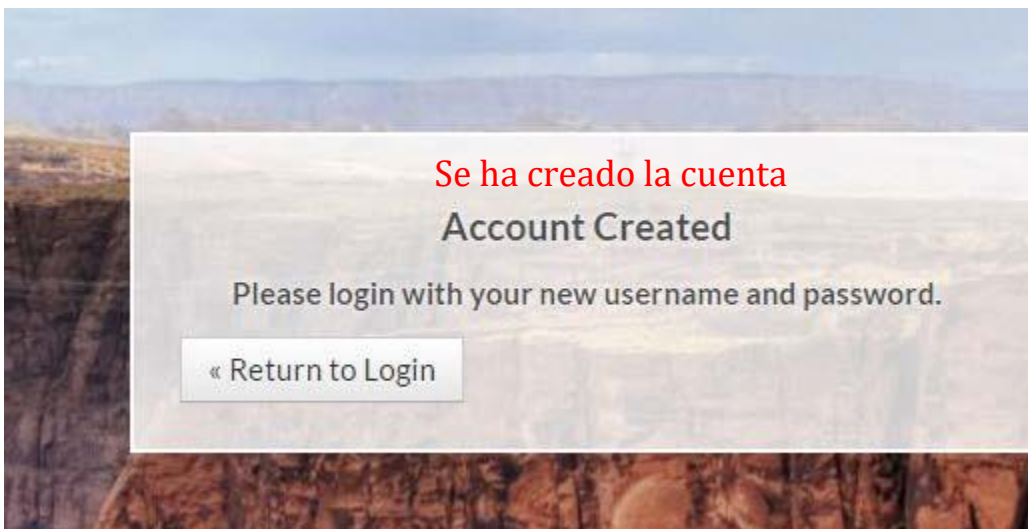 Se ha creado la cuenta
Account Created
Please login with your new username and password.
« Return to Login